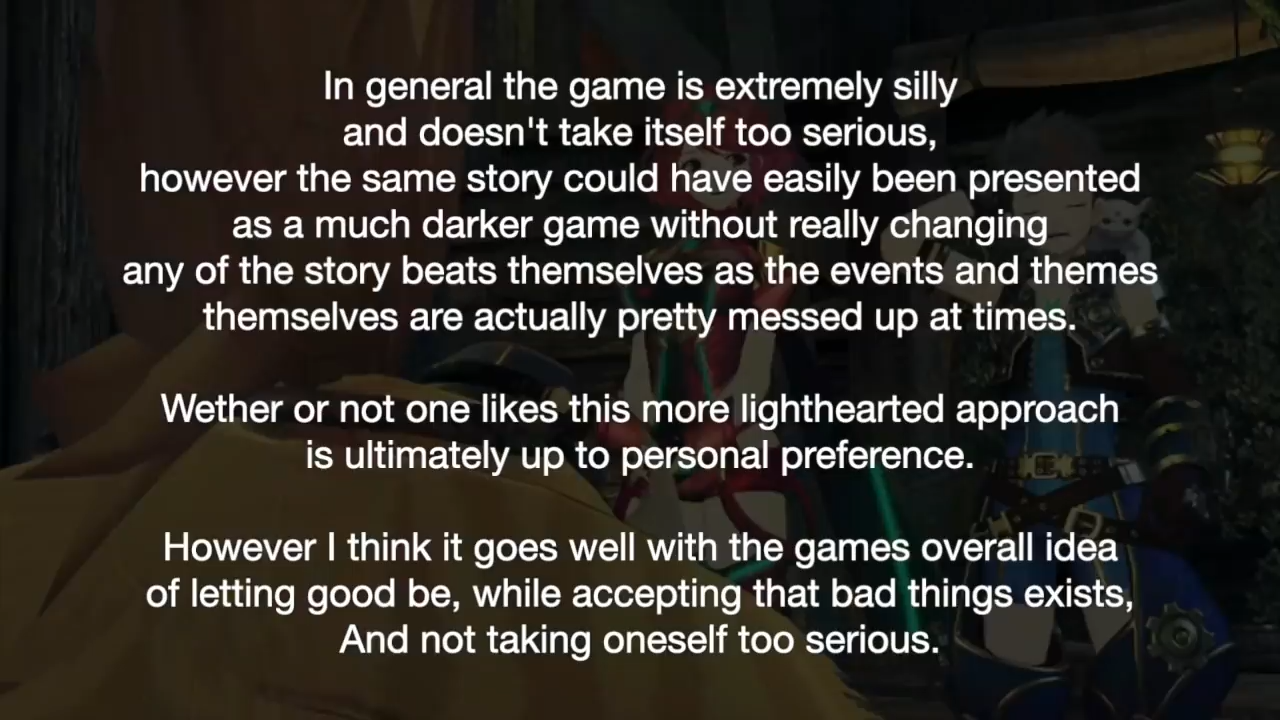 In general the game is extremely silly
and doesn't take itself too serious,
however the same story could have easily been presented
as a much darker game without really changing
any of the story beats themselves as the events and themes
themselves are actually pretty messed up at times.
Wether or not one likes this more lighthearted approach
is ultimately up to personal preference.
However I think it goes well with the games overall idea
of letting good be, while accepting that bad things exists,
And not taking oneself too serious.